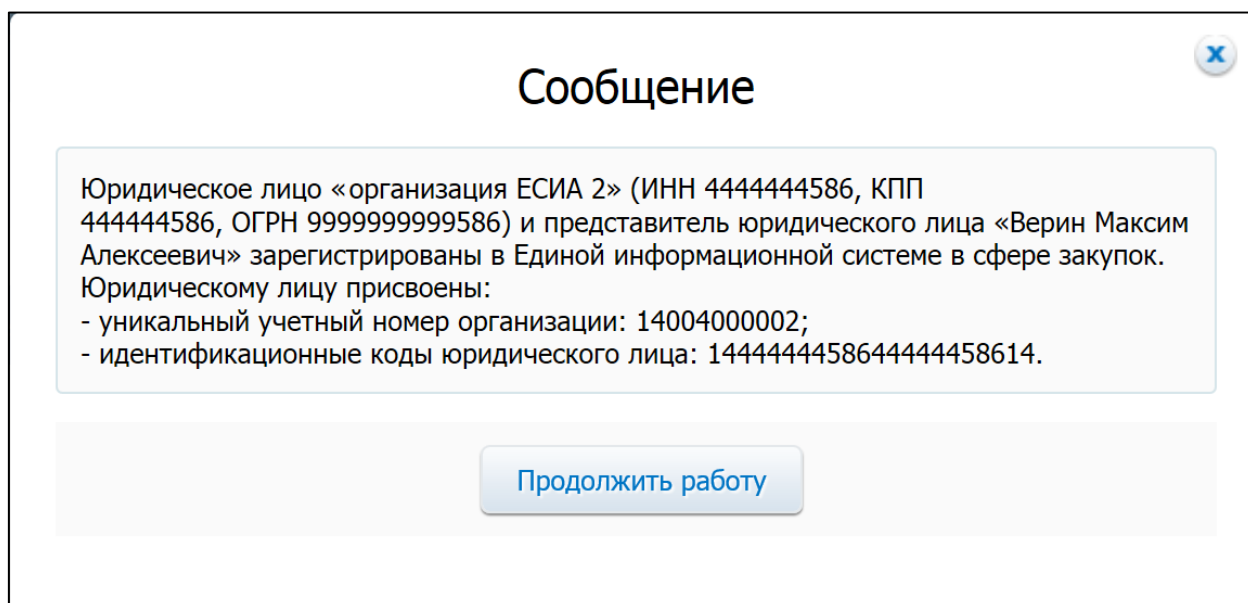 Сообщение
Юридическое лицо «организация ЕСИА 2» (ИНН 4444444586, КПП
444444586, ОГРН 9999999999586) и представитель юридического лица «Верин Максим
Алексеевич» зарегистрированы в Единой информационной системе в сфере закупок.
Юридическому лицу присвоены:
- уникальный учетный номер организации: 14004000002;
- идентификационные коды юридического лица: 1444444458644444458614.
Продолжить работу